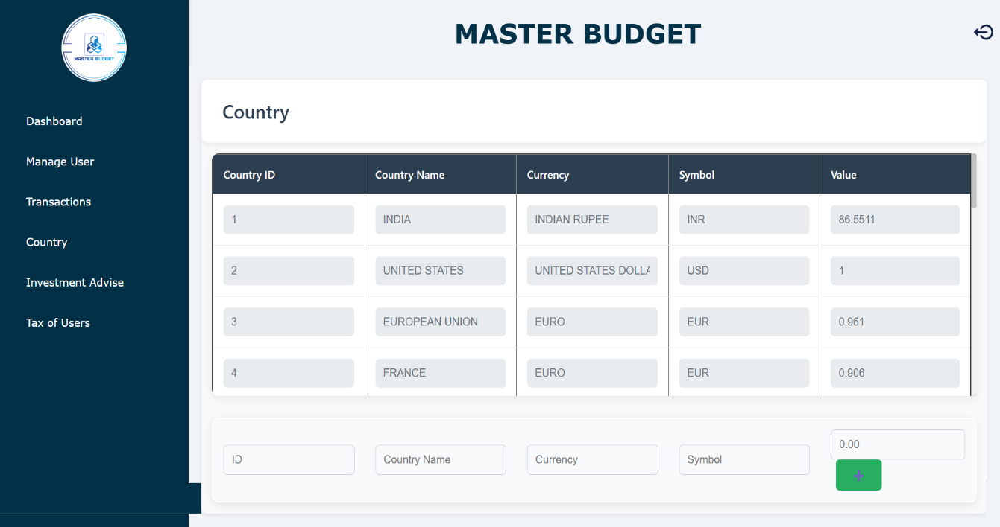 MASTER BUDGET
MASTER BUDGET
Dashboard
Manage User
Transactions
Country
Investment Advise
Tax of Users
Country
Country ID Country Name Currency Symbol Value
1 INDIA INDIAN RUPEE INR 86.5511
2 UNITED STATES UNITED STATES DOLLA USD 1
3 EUROPEAN UNION EURO EUR 0.961
4 FRANCE EURO EUR 0.906
ID Country Name Currency Symbol 0.00
+